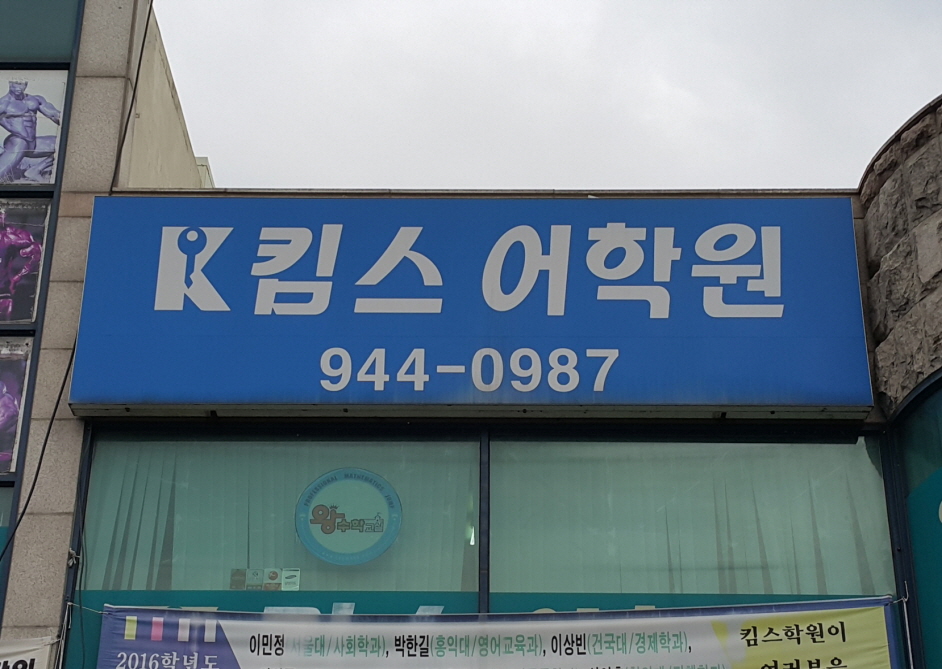 K 킴스 어학원
944-0987
PROFESSIONAL MATHEMATICS
왕수학교실
이민정(서울대/사회학과), 박한길(홍익대/영어교육과), 이상빈(건국대/경제학과),
킴스학원이
2016학년도